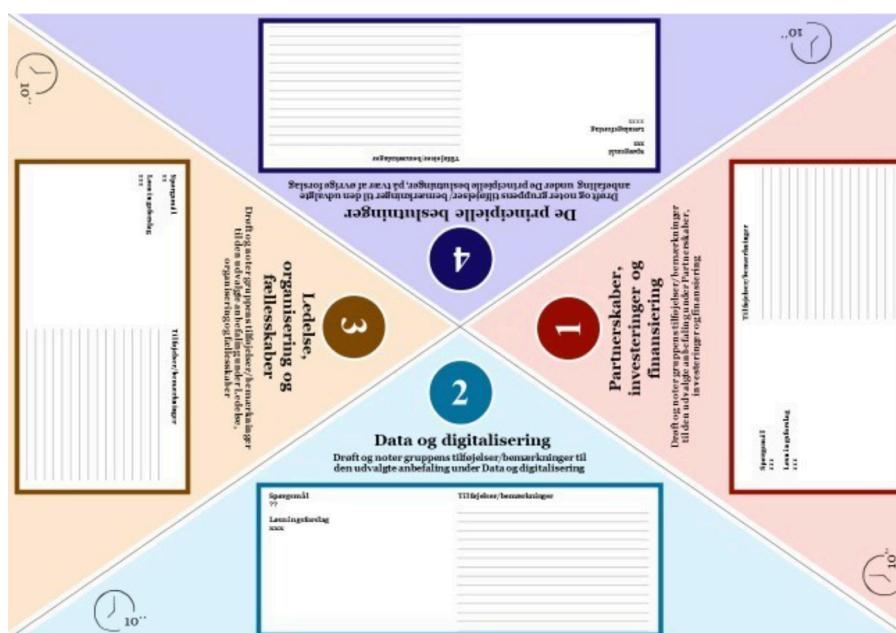 1
Partnerskaber,
investeringer og
finansiering
Drøft og noter gruppens tilføjelser/bemærkninger
til den udvalgte anbefaling under Partnerskaber,
investeringer og finansiering
Spørgsmål
xx
Løsningsforslag
xxx
Tilføjelser/bemærkninger
10''
2
Data og digitalisering
Drøft og noter gruppens tilføjelser/bemærkninger til
den udvalgte anbefaling under Data og digitalisering
Spørgsmål
??
Løsningsforslag
xxxx
Tilføjelser/bemærkninger
10''
3
Ledelse,
organisering og
fællesskaber
Drøft og noter gruppens tilføjelser/bemærkninger
til den udvalgte anbefaling under Ledelse,
organisering og fællesskaber
Spørgsmål
xx
Løsningsforslag
xxx
Tilføjelser/bemærkninger
10''
4
De principielle beslutninger
Drøft og noter gruppens tilføjelser/bemærkninger til den udvalgte
anbefaling under De principielle beslutninger, på tværs af øvrige forslag
Spørgsmål
xxx
Løsningsforslag
xxxx
Tilføjelser/bemærkninger
10''